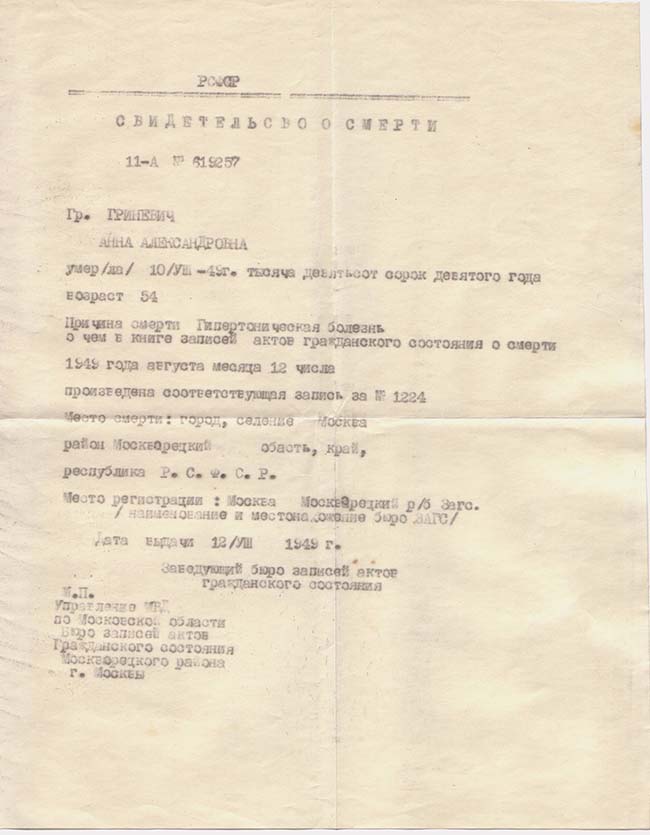 РСФСР
СВИДЕТЕЛЬСВО О СМЕРТИ
11-А № 619257
Гр. ГРИНЕВИЧ
АННА АЛЕКСАНДРОВНА
умер/ла/ 10/УШ -49г. тысяча девятьсот сорок девятого года
возраст 54
Причина смерти Гипертоническая болезнь
о чем в книге записей актов гражданского состояния о смерти
1949 года августа месяца 12 числа
произведена соответствующая запись за № 1224
Место смерти: город, селение Москва
район Москворецкий обасть, край,
республика Р. С. Ф. С. Р.
Место регистрации : Москва Москворецкий р/б Загс.
/ наименование и местонахожение бюро ЗАГС/
Дата выдачи 12/УШ 1949 г.
Заведующий бюро записей актов
гражданского состояния
М.П.
Управление МВД
по Московской области
Бюро записей актов
Гражданского состояния
Москворецкого района
г. Москвы